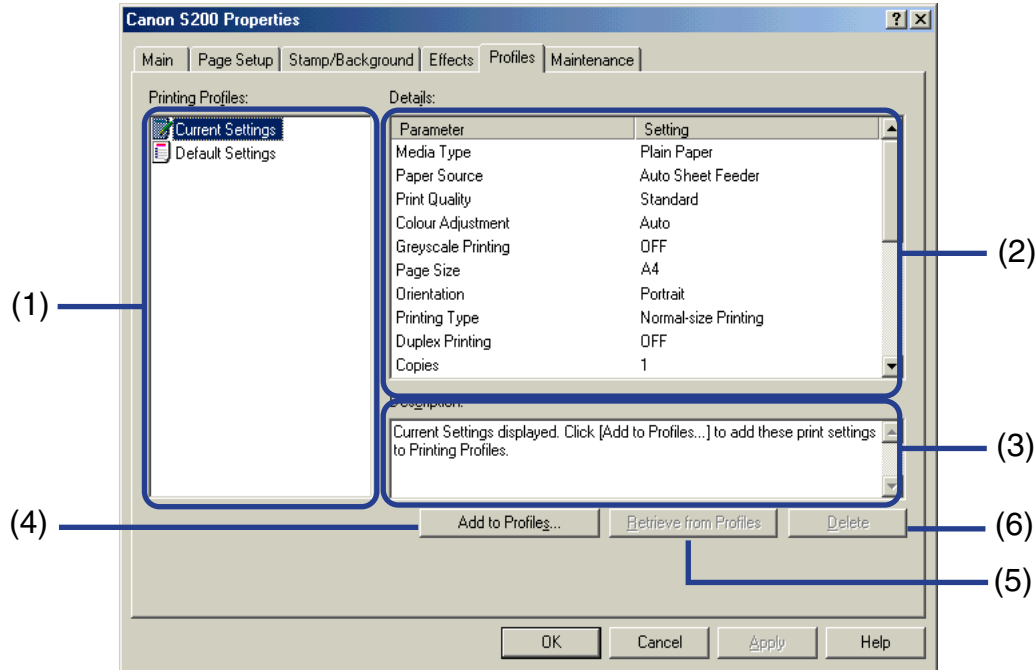 Canon S200 Properties
Main Page Setup Stamp/Background Effects Profiles Maintenance
Printing Profiles: Details:
Current Settings
Default Settings
Parameter Setting
Media Type Plain Paper
Paper Source Auto Sheet Feeder
Print Quality Standard
Colour Adjustment Auto
Greyscale Printing OFF
Page Size A4
Orientation Portrait
Printing Type Normal-size Printing
Duplex Printing OFF
Copies 1
(1)
(2)
Description:
Current Settings displayed. Click [Add to Profiles...] to add these print settings
to Printing Profiles.
(3)
(4)
Add to Profiles... Retrieve from Profiles Delete
(6)
(5)
OK Cancel Apply Help